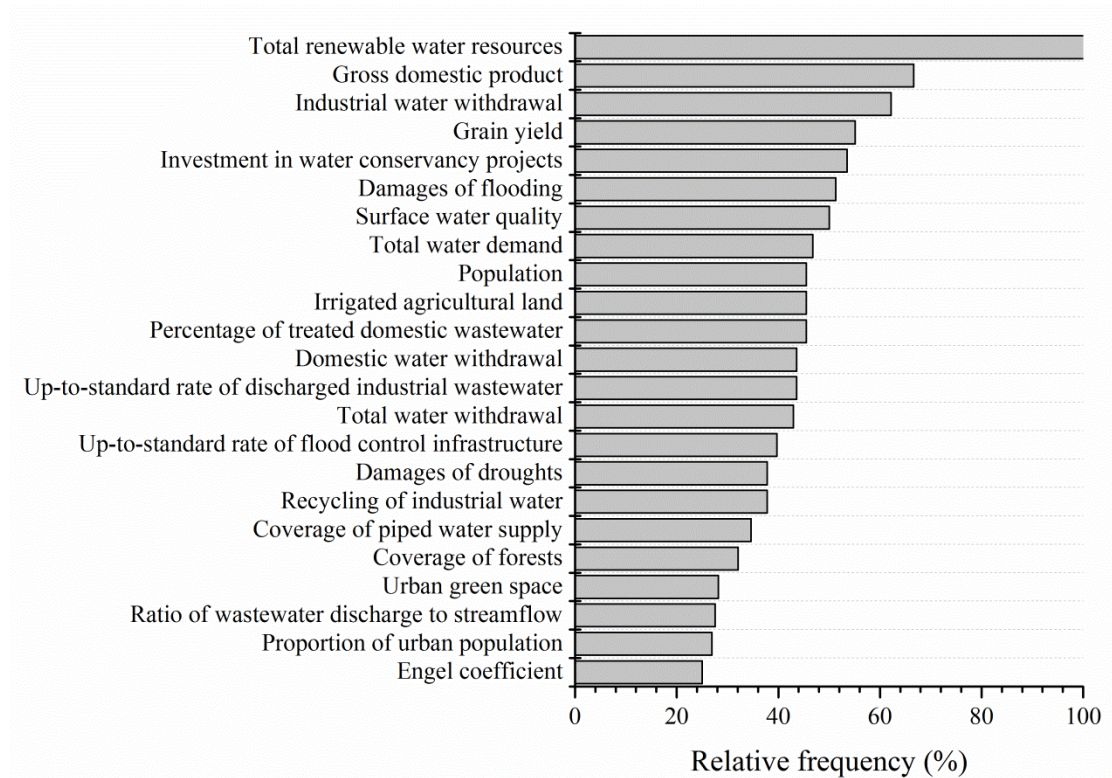 Total renewable water resources
Gross domestic product
Industrial water withdrawal
Grain yield
Investment in water conservancy projects
Damages of flooding
Surface water quality
Total water demand
Population
Irrigated agricultural land
Percentage of treated domestic wastewater
Domestic water withdrawal
Up-to-standard rate of discharged industrial wastewater
Total water withdrawal
Up-to-standard rate of flood control infrastructure
Damages of droughts
Recycling of industrial water
Coverage of piped water supply
Coverage of forests
Urban green space
Ratio of wastewater discharge to streamflow
Proportion of urban population
Engel coefficient
0 20 40 60 80 100
Relative frequency (%)